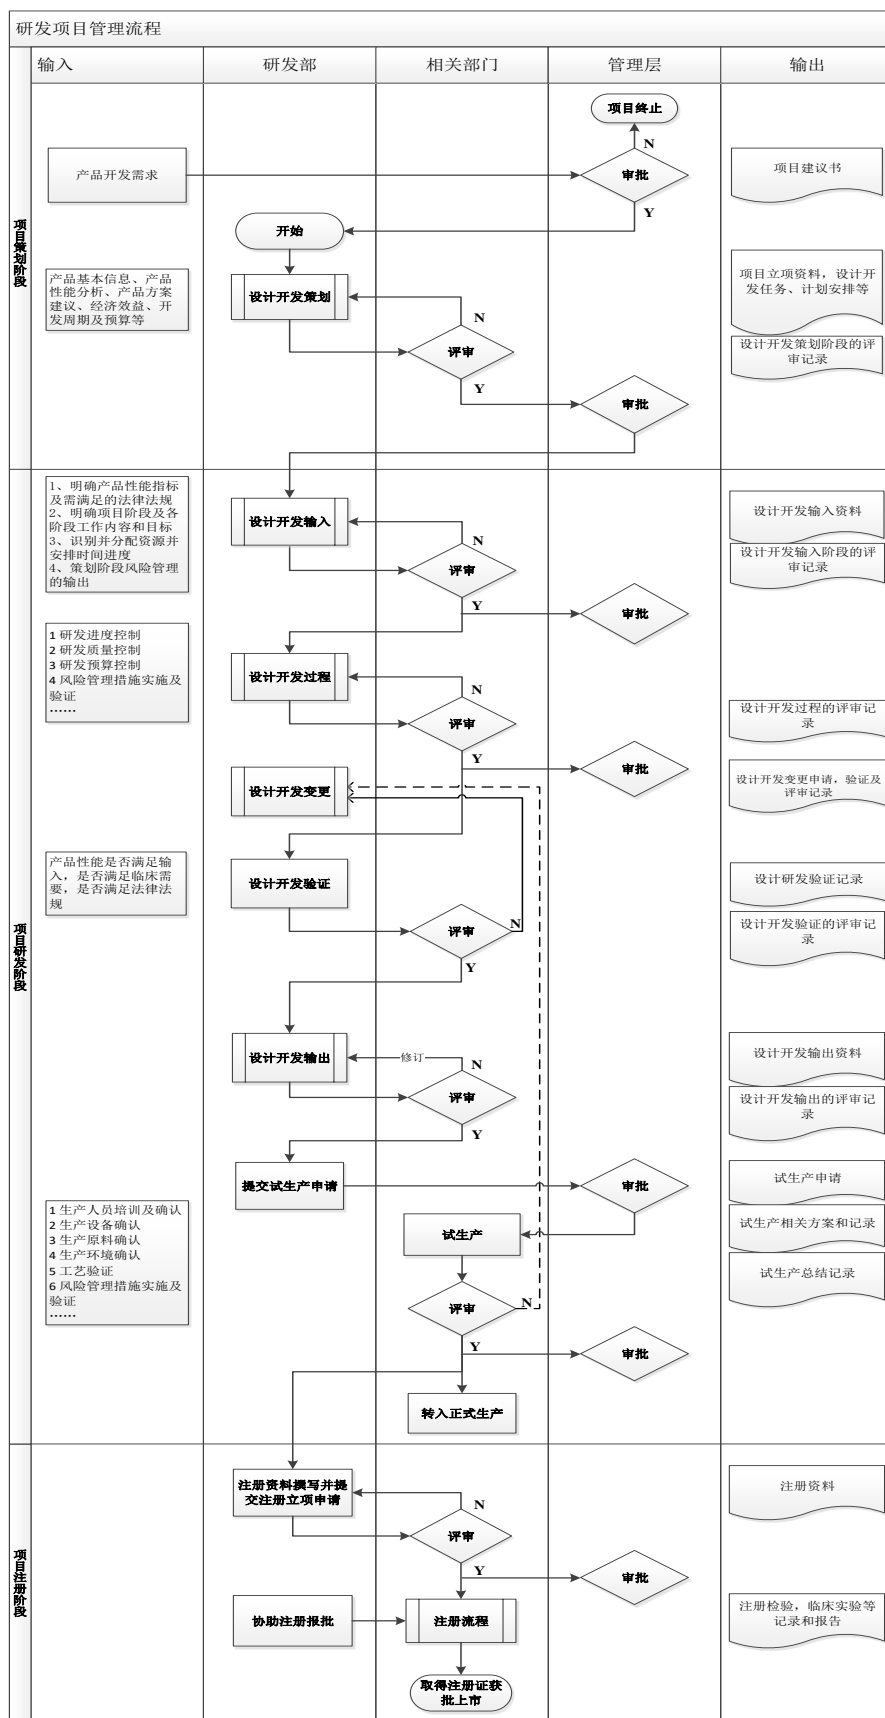 研发项目管理流程
输入
研发部
相关部门
管理层
输出
项目策划阶段
项目终止
N
产品开发需求
审批
项目建议书
Y
开始
产品基本信息、产品
性能分析、产品方案
建议、经济效益、开
发周期及预算等
设计开发策划
项目立项资料，设计开
发任务、计划安排等
N
评审
设计开发策划阶段的评
审记录
Y
审批
项目研发阶段
1、明确产品性能指标
及需满足的法律法规
2、明确项目阶段及各
阶段工作内容和目标
3、识别并分配资源并
安排时间进度
4、策划阶段风险管理
的输出
设计开发输入
设计开发输入资料
N
评审
设计开发输入阶段的评
审记录
Y
审批
1 研发进度控制
2 研发质量控制
3 研发预算控制
4 风险管理措施实施及
验证
……
设计开发过程
N
评审
设计开发过程的评审记
录
Y
审批
设计开发变更
设计开发变更申请，验证及
评审记录
产品性能是否满足输
入，是否满足临床需
要，是否满足法律法
规
设计开发验证
设计研发验证记录
评审
N
设计开发验证的评审记
录
Y
设计开发输出
修订
N
设计开发输出资料
评审
设计开发输出的评审记
录
Y
提交试生产申请
审批
试生产申请
1 生产人员培训及确认
2 生产设备确认
3 生产原料确认
4 生产环境确认
5 工艺验证
6 风险管理措施实施及
验证
……
试生产
试生产相关方案和记录
试生产总结记录
评审
N
Y
审批
转入正式生产
项目注册阶段
注册资料撰写并提
交注册立项申请
N
注册资料
评审
Y
审批
协助注册报批
注册流程
注册检验，临床实验等
记录和报告
取得注册证获
批上市